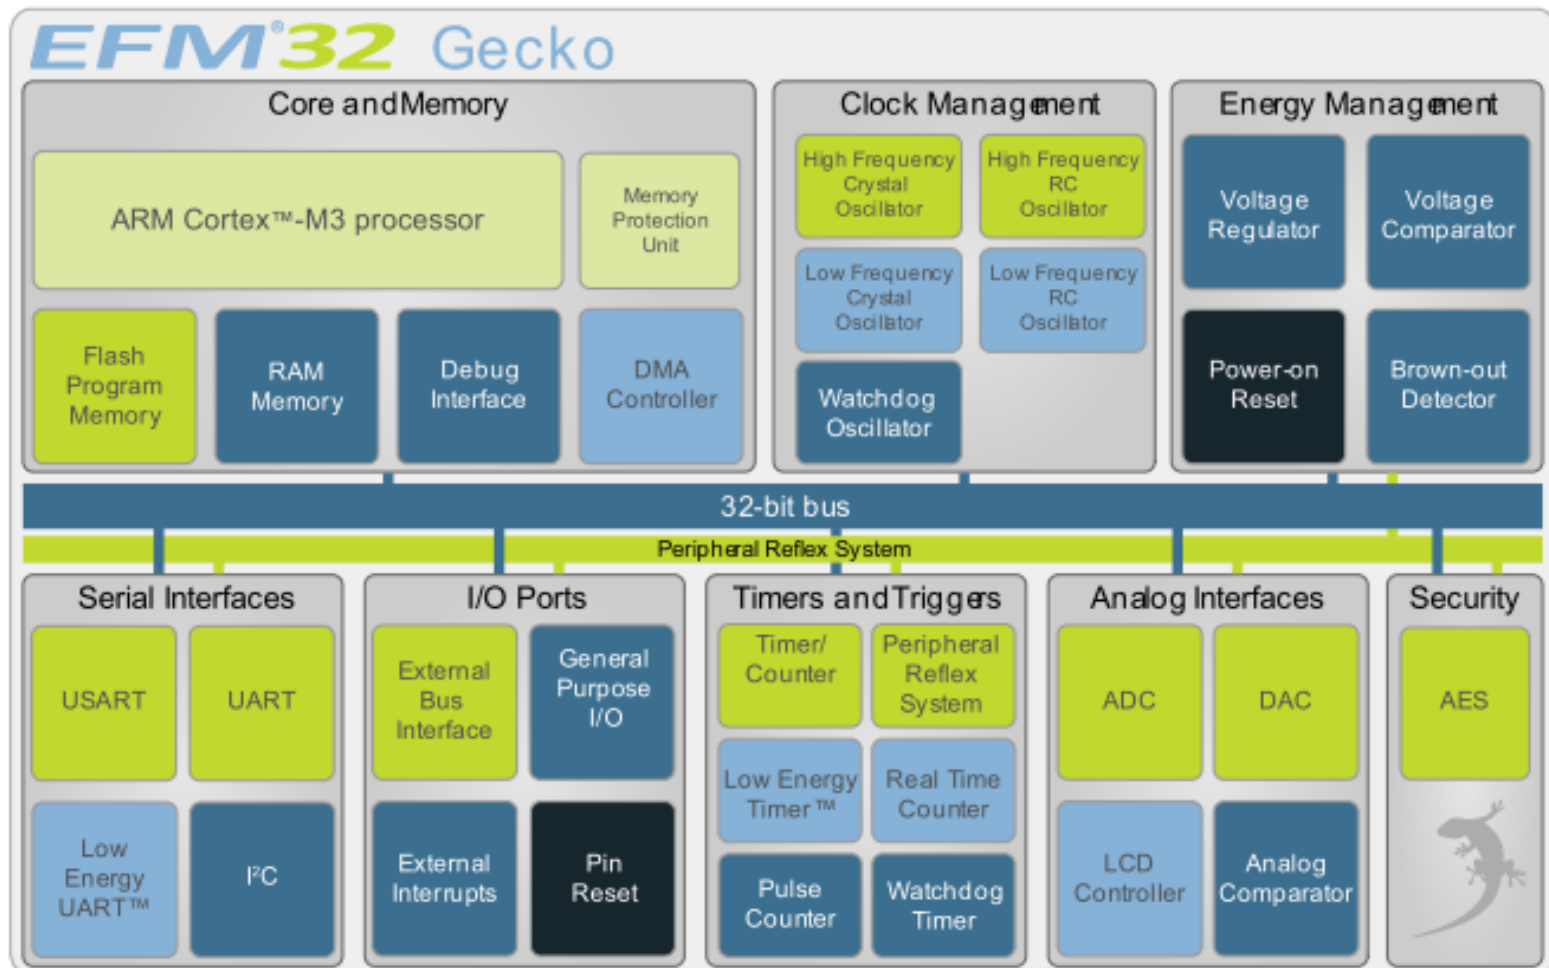 EFM®32 Gecko
Core and Memory
ARM Cortex™-M3 processor
Memory
Protection
Unit
Flash
Program
Memory
RAM
Memory
Debug
Interface
DMA
Controller
Clock Management
High Frequency
Crystal
Oscillator
High Frequency
RC
Oscillator
Low Frequency
Crystal
Oscillator
Low Frequency
RC
Oscillator
Watchdog
Oscillator
Energy Management
Voltage
Regulator
Voltage
Comparator
Power-on
Reset
Brown-out
Detector
32-bit bus
Peripheral Reflex System
Serial Interfaces
USART
UART
Low
Energy
UART™
I²C
I/O Ports
External
Bus
Interface
General
Purpose
I/O
External
Interrupts
Pin
Reset
Timers and Triggers
Timer/
Counter
Peripheral
Reflex
System
Low Energy
Timer™
Real Time
Counter
Pulse
Counter
Watchdog
Timer
Analog Interfaces
ADC
DAC
LCD
Controller
Analog
Comparator
Security
AES